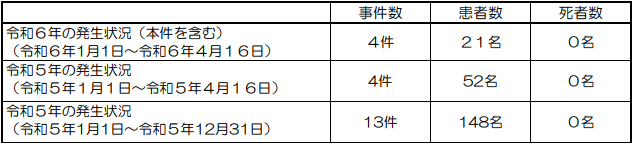 事件数 患者数 死者数
令和６年の発生状況（本件を含む）
（令和６年1月1日～令和６年４月１６日） ４件 ２１名 ０名
令和５年の発生状況
（令和５年１月１日～令和５年４月１６日） 4件 52名 ０名
令和５年の発生状況
（令和５年1月1日～令和５年12月31日） 13件 148名 ０名